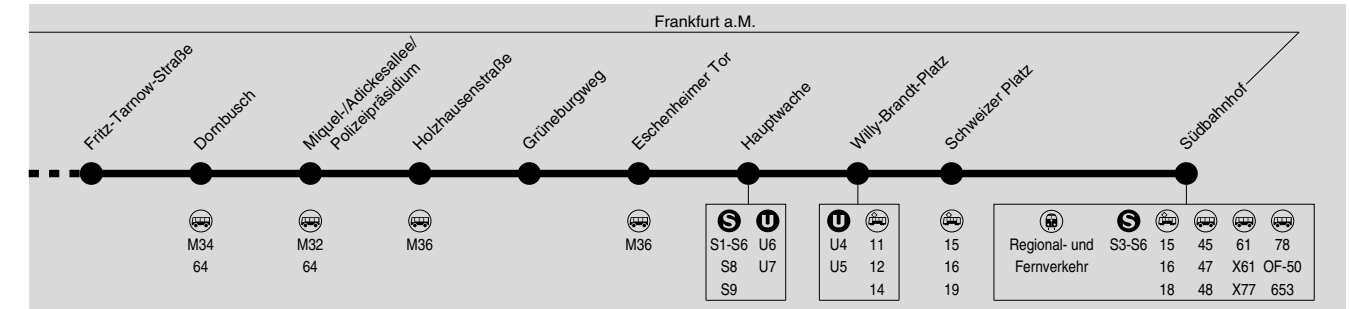 Frankfurt a.M.
Fritz-Tarnow-Straße
Dornbusch
Miquel-/Adickesallee/
Polizeipräsidium
Holzhausenstraße
Grüneburgweg
Eschenheimer Tor
Hauptwache
Willy-Brandt-Platz
Schweizer Platz
Südbahnhof
S U U S
M34 M32 M36 M36 S1-S6 U6 U4 11 15 Regional- und S3-S6 15 45 61 78
64 64 S8 U7 U5 12 16 Fernverkehr 16 47 X61 OF-50
S9 14 19 18 48 X77 653